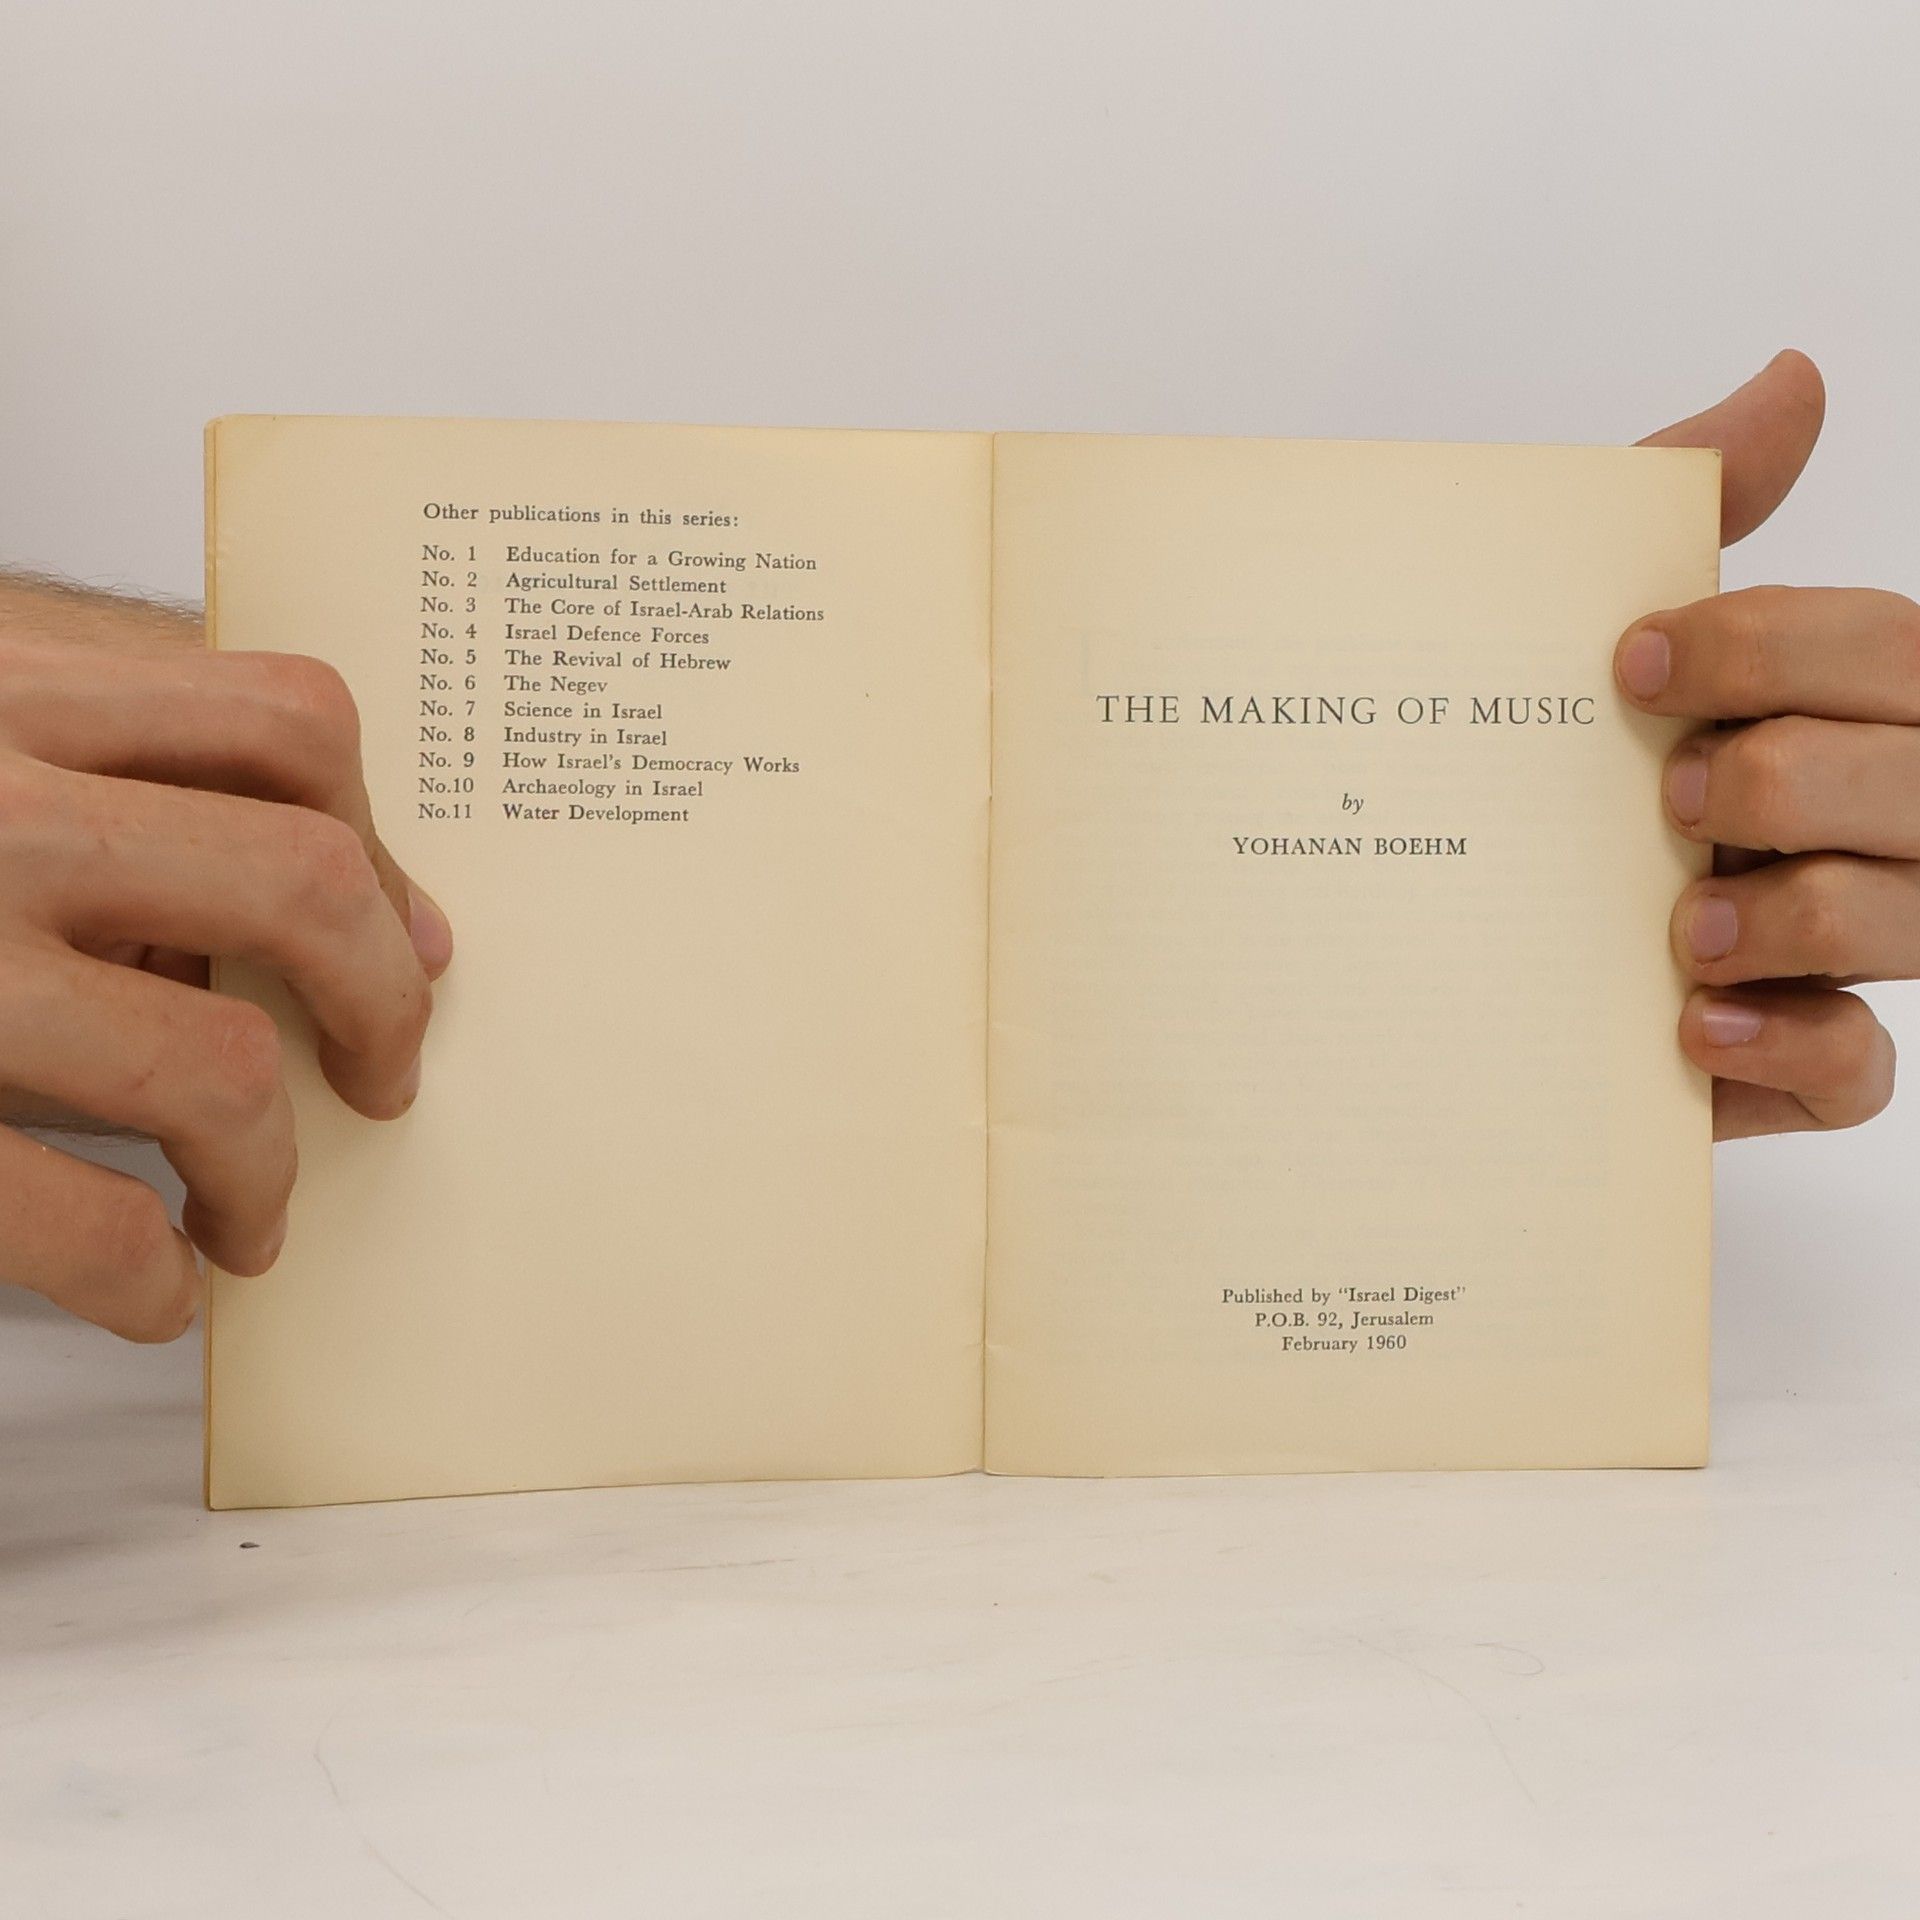 Other publications in this series:
No. 1 Education for a Growing Nation
No. 2 Agricultural Settlement
No. 3 The Core of Israel-Arab Relations
No. 4 Israel Defence Forces
No. 5 The Revival of Hebrew
No. 6 The Negev
No. 7 Science in Israel
No. 8 Industry in Israel
No. 9 How Israel's Democracy Works
No.10 Archaeology in Israel
No.11 Water Development
THE MAKING OF MUSIC
by
YOHANAN BOEHM
Published by "Israel Digest"
P.O.B. 92, Jerusalem
February 1960